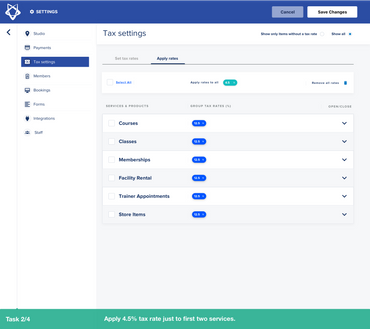 SETTINGS
Cancel
Save Changes
Studio
Payments
Tax settings
Members
Bookings
Forms
Integrations
Staff
Tax settings
Show only items without a tax rate
Show all
Set tax rates
Apply rates
Select All
Apply rates to all
Remove all rates
SERVICES & PRODUCTS
GROUP TAX RATES (%)
OPEN/CLOSE
Courses
12.5
Classes
12.5
Memberships
12.5
Facility Rental
12.5
Trainer Appointments
12.5
Store Items
12.5
Task 2/4
Apply 4.5% tax rate just to first two services.